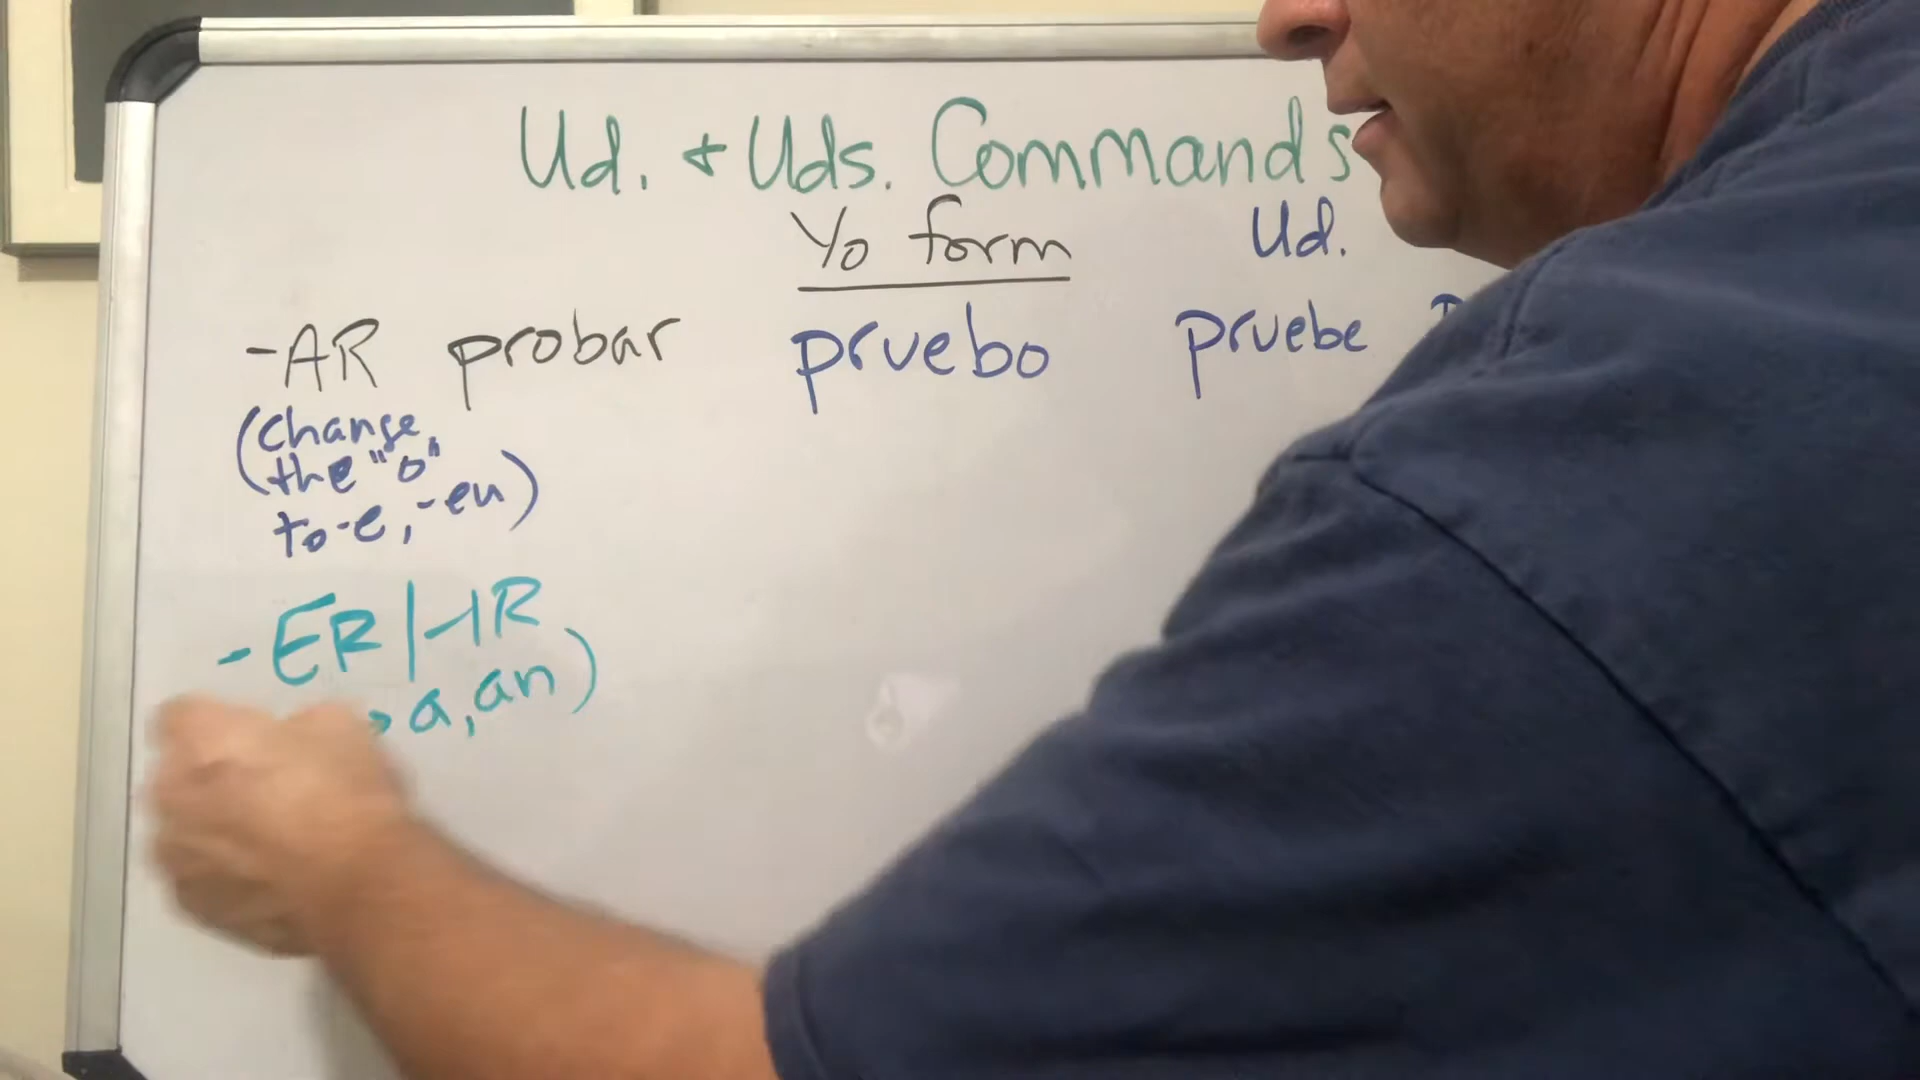 Ud. + Uds. Commands
Yo form Ud.
-AR probar pruebo pruebe
(change
the "o"
to -e, -en)
-ER/-IR
a, an)